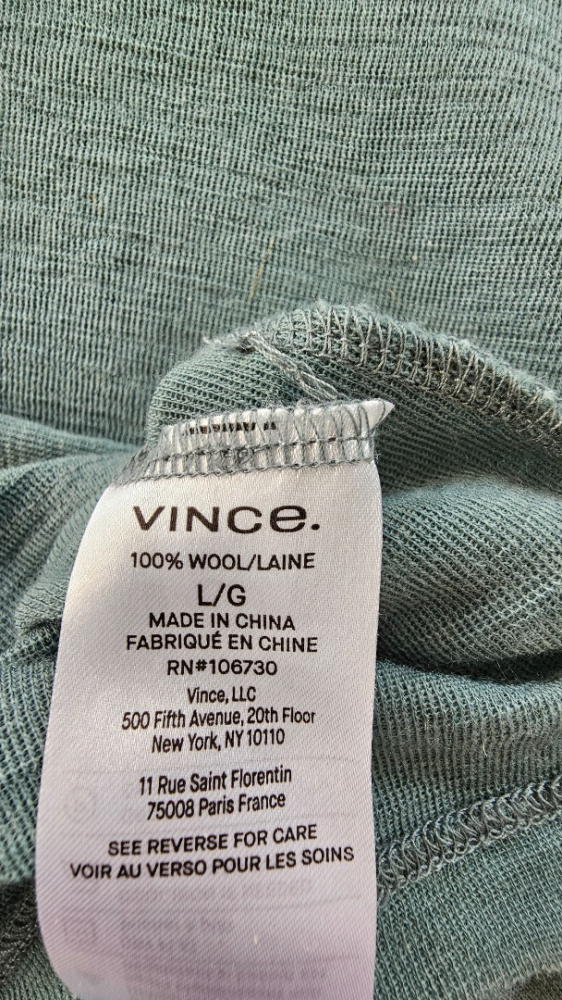 VINCE.
100% WOOL/LAINE
L/G
MADE IN CHINA
FABRIQUÉ EN CHINE
RN#106730
Vince, LLC
500 Fifth Avenue, 20th Floor
New York, NY 10110
11 Rue Saint Florentin
75008 Paris France
SEE REVERSE FOR CARE
VOIR AU VERSO POUR LES SOINS